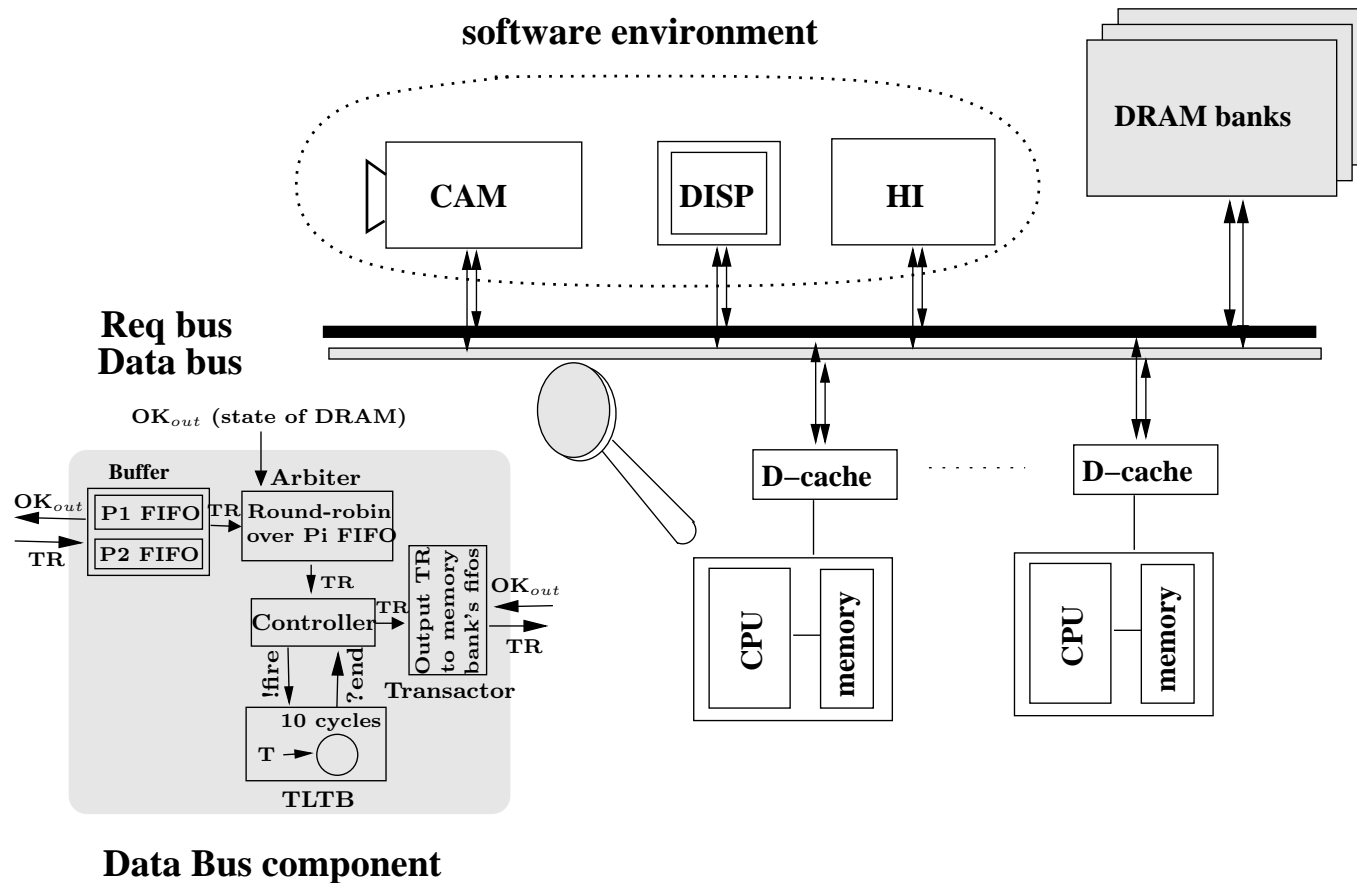 software environment
DRAM banks
CAM
DISP
HI
Req bus
Data bus
OK_out (state of DRAM)
Buffer
Arbiter
OK_out
P1 FIFO
TR
Round-robin
over Pi FIFO
TR
P2 FIFO
TR
Controller
TR
Output TR
to memory
bank's fifos
OK_out
TR
Transactor
!fire
?end
10 cycles
T
TLTB
Data Bus component
D–cache
D–cache
CPU
memory
CPU
memory